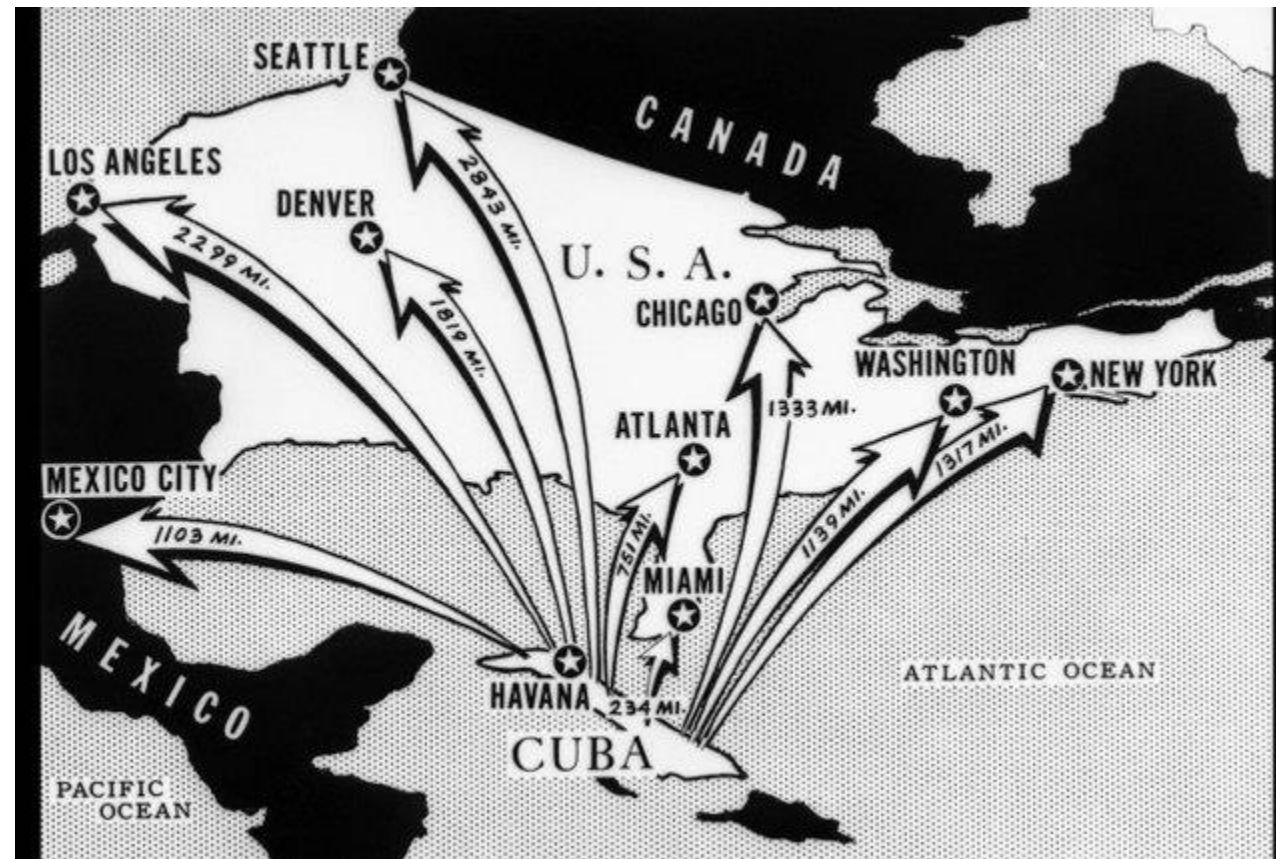 SEATTLE
CANADA
LOS ANGELES
2843 MI.
DENVER
2299 MI.
U. S. A.
CHICAGO
1819 MI.
WASHINGTON
NEW YORK
1333 MI.
ATLANTA
1317 MI.
MEXICO CITY
1139 MI.
1103 MI.
751 MI.
MIAMI
MEXICO
HAVANA
234 MI.
ATLANTIC OCEAN
CUBA
PACIFIC
OCEAN